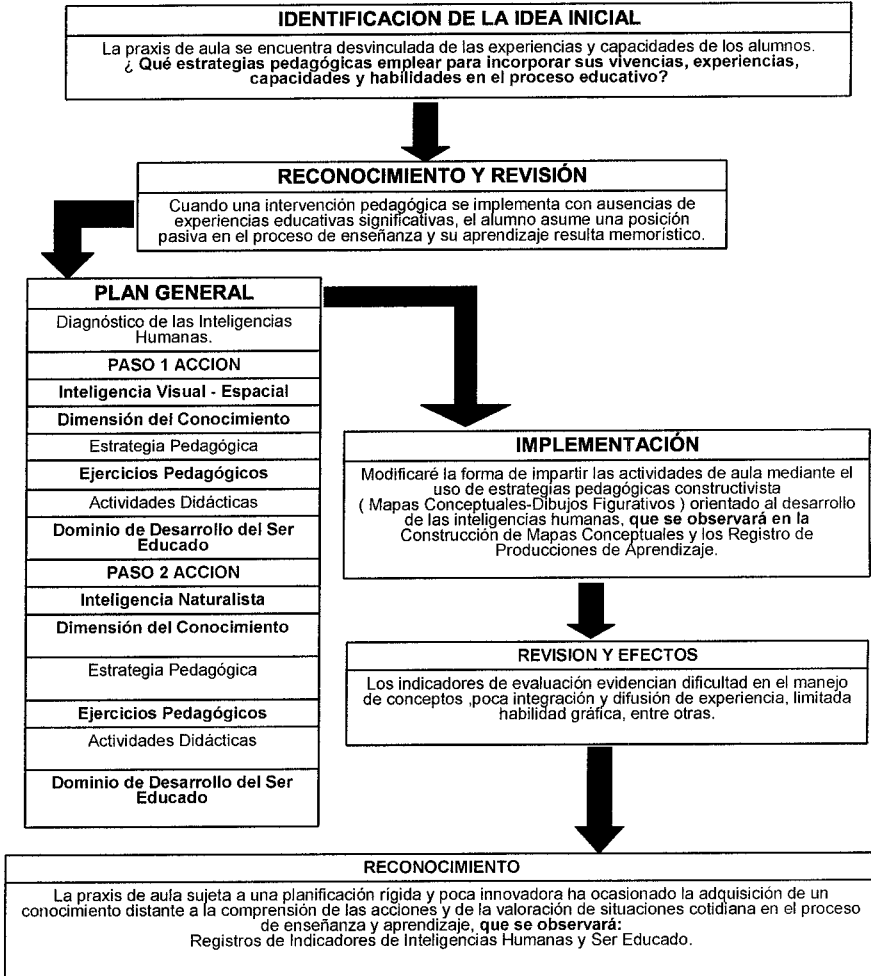 IDENTIFICACION DE LA IDEA INICIAL
La praxis de aula se encuentra desvinculada de las experiencias y capacidades de los alumnos.
¿ Qué estrategias pedagógicas emplear para incorporar sus vivencias, experiencias,
capacidades y habilidades en el proceso educativo?
RECONOCIMIENTO Y REVISIÓN
Cuando una intervención pedagógica se implementa con ausencias de
experiencias educativas significativas, el alumno asume una posición
pasiva en el proceso de enseñanza y su aprendizaje resulta memorístico.
PLAN GENERAL
Diagnóstico de las Inteligencias
Humanas.
PASO 1 ACCION
Inteligencia Visual - Espacial
Dimensión del Conocimiento
Estrategia Pedagógica
Ejercicios Pedagógicos
Actividades Didácticas
Dominio de Desarrollo del Ser
Educado
PASO 2 ACCION
Inteligencia Naturalista
Dimensión del Conocimiento
Estrategia Pedagógica
Ejercicios Pedagógicos
Actividades Didácticas
Dominio de Desarrollo del Ser
Educado
IMPLEMENTACIÓN
Modificaré la forma de impartir las actividades de aula mediante el
uso de estrategias pedagógicas constructivista
( Mapas Conceptuales-Dibujos Figurativos ) orientado al desarrollo
de las inteligencias humanas, que se observará en la
Construcción de Mapas Conceptuales y los Registro de
Producciones de Aprendizaje.
REVISION Y EFECTOS
Los indicadores de evaluación evidencian dificultad en el manejo
de conceptos ,poca integración y difusión de experiencia, limitada
habilidad gráfica, entre otras.
RECONOCIMIENTO
La praxis de aula sujeta a una planificación rígida y poca innovadora ha ocasionado la adquisición de un
conocimiento distante a la comprensión de las acciones y de la valoración de situaciones cotidiana en el proceso
de enseñanza y aprendizaje, que se observará:
Registros de Indicadores de Inteligencias Humanas y Ser Educado.